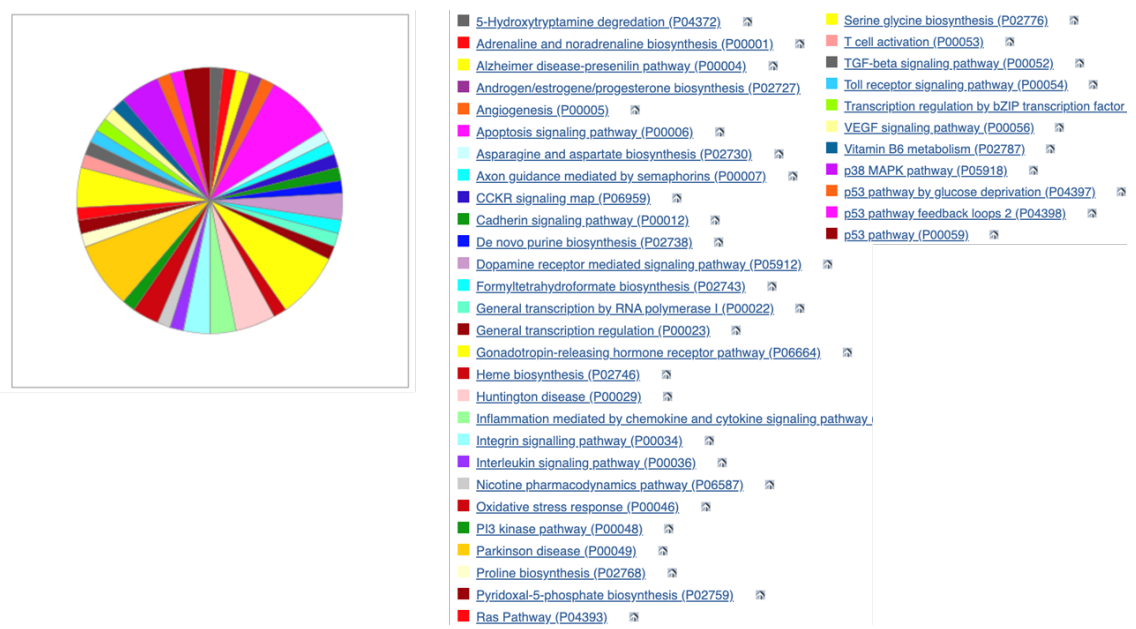 5-Hydroxytryptamine degredation (P04372)
Adrenaline and noradrenaline biosynthesis (P00001)
Alzheimer disease-presenilin pathway (P00004)
Androgen/estrogene/progesterone biosynthesis (P02727)
Angiogenesis (P00005)
Apoptosis signaling pathway (P00006)
Asparagine and aspartate biosynthesis (P02730)
Axon guidance mediated by semaphorins (P00007)
CCKR signaling map (P06959)
Cadherin signaling pathway (P00012)
De novo purine biosynthesis (P02738)
Dopamine receptor mediated signaling pathway (P05912)
Formyltetrahydroformate biosynthesis (P02743)
General transcription by RNA polymerase I (P00022)
General transcription regulation (P00023)
Gonadotropin-releasing hormone receptor pathway (P06664)
Heme biosynthesis (P02746)
Huntington disease (P00029)
Inflammation mediated by chemokine and cytokine signaling pathway (
Integrin signalling pathway (P00034)
Interleukin signaling pathway (P00036)
Nicotine pharmacodynamics pathway (P06587)
Oxidative stress response (P00046)
PI3 kinase pathway (P00048)
Parkinson disease (P00049)
Proline biosynthesis (P02768)
Pyridoxal-5-phosphate biosynthesis (P02759)
Ras Pathway (P04393)
Serine glycine biosynthesis (P02776)
T cell activation (P00053)
TGF-beta signaling pathway (P00052)
Toll receptor signaling pathway (P00054)
Transcription regulation by bZIP transcription factor
VEGF signaling pathway (P00056)
Vitamin B6 metabolism (P02787)
p38 MAPK pathway (P05918)
p53 pathway by glucose deprivation (P04397)
p53 pathway feedback loops 2 (P04398)
p53 pathway (P00059)